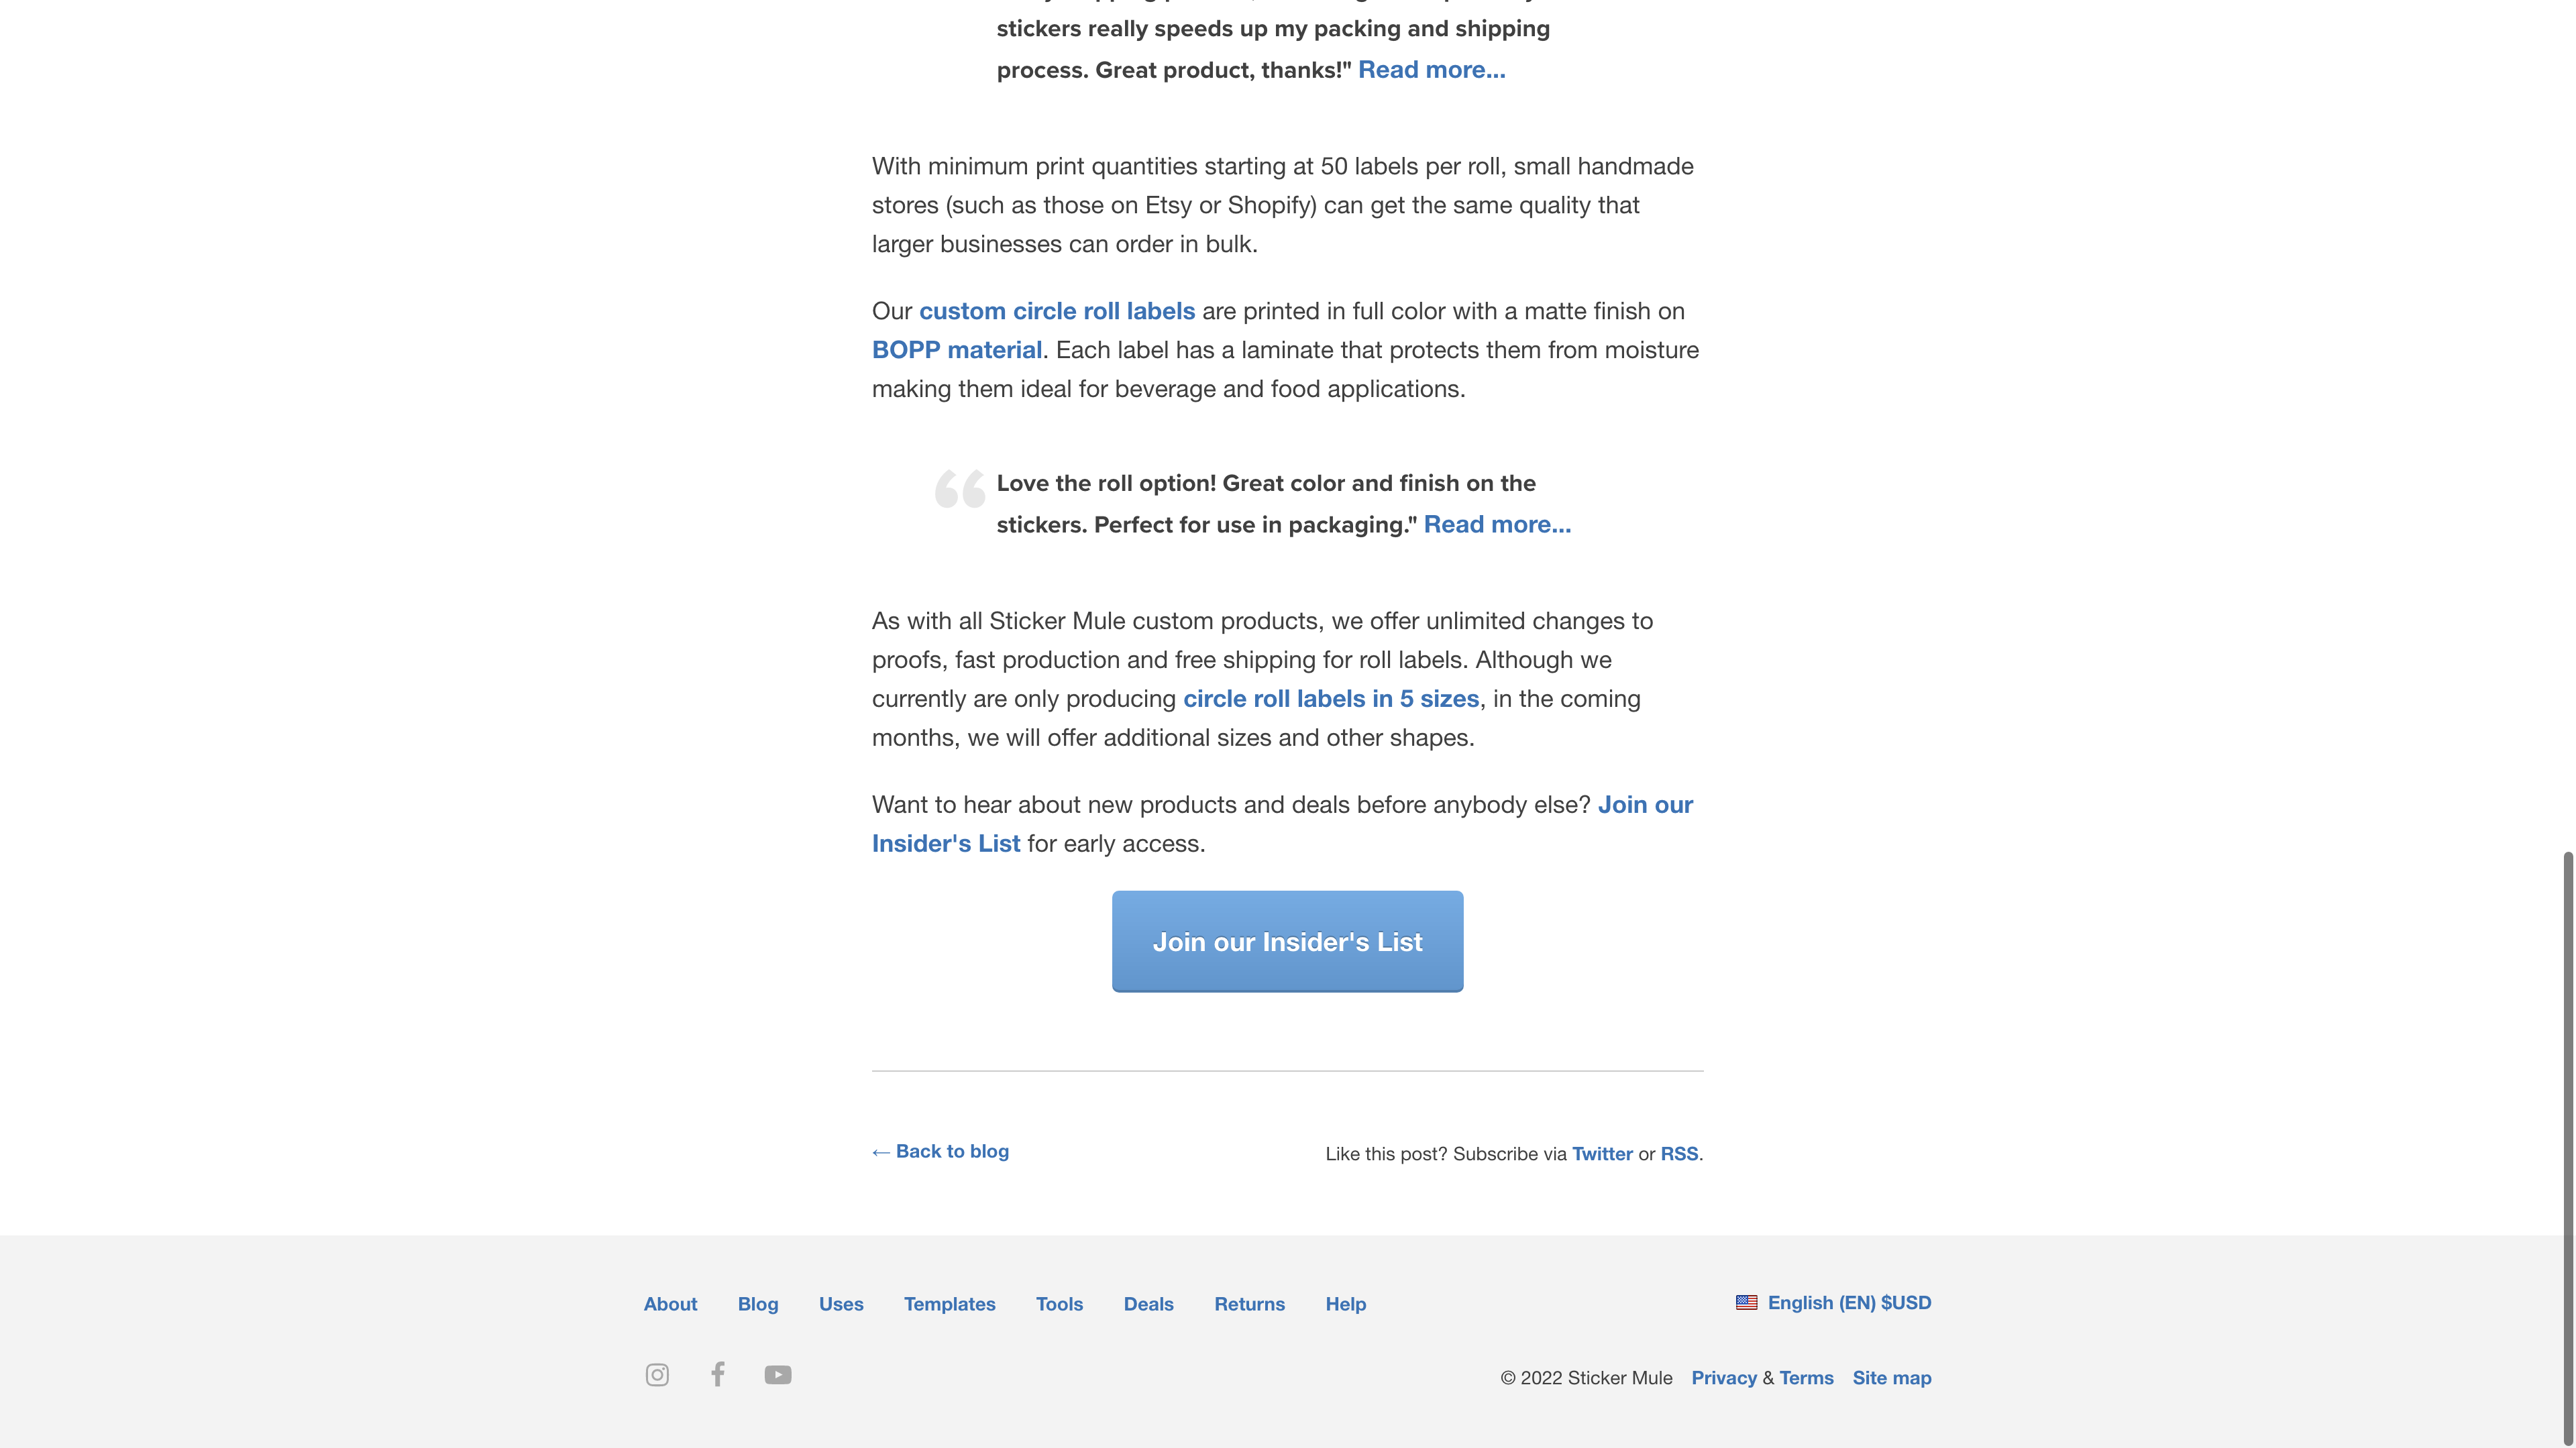 stickers really speeds up my packing and shipping
process. Great product, thanks!" Read more...
With minimum print quantities starting at 50 labels per roll, small handmade
stores (such as those on Etsy or Shopify) can get the same quality that
larger businesses can order in bulk.
Our custom circle roll labels are printed in full color with a matte finish on
BOPP material. Each label has a laminate that protects them from moisture
making them ideal for beverage and food applications.
“ Love the roll option! Great color and finish on the
stickers. Perfect for use in packaging." Read more...
As with all Sticker Mule custom products, we offer unlimited changes to
proofs, fast production and free shipping for roll labels. Although we
currently are only producing circle roll labels in 5 sizes, in the coming
months, we will offer additional sizes and other shapes.
Want to hear about new products and deals before anybody else? Join our
Insider's List for early access.
Join our Insider's List
← Back to blog Like this post? Subscribe via Twitter or RSS.
About Blog Uses Templates Tools Deals Returns Help English (EN) $USD
© 2022 Sticker Mule Privacy & Terms Site map